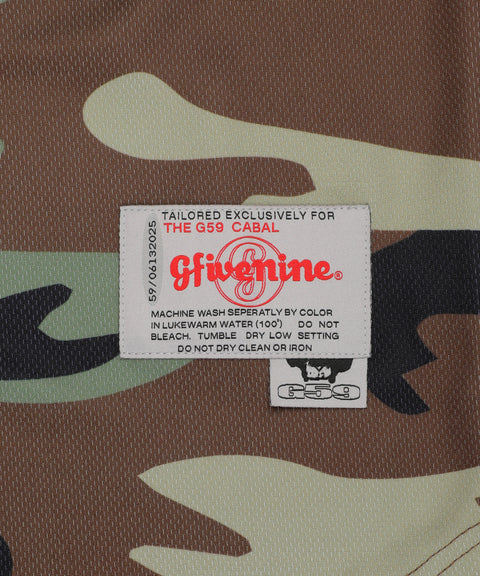 TAILORED EXCLUSIVELY FOR
THE G59 CABAL
59/06132025
Gfivenine®
MACHINE WASH SEPERATLY BY COLOR
IN LUKEWARM WATER (100°) DO NOT
BLEACH. TUMBLE DRY LOW SETTING
DO NOT DRY CLEAN OR IRON
G59